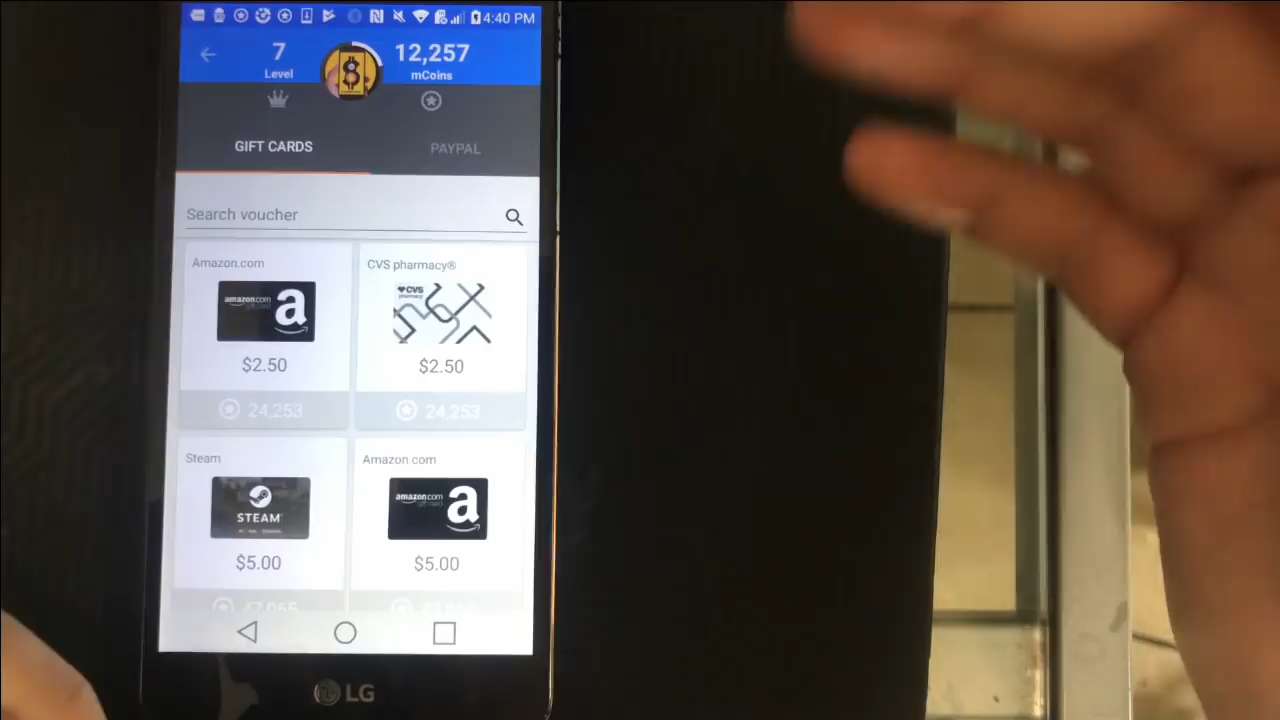 4:40 PM
7
12,257
Level
mCoins
GIFT CARDS
PAYPAL
Search voucher
Amazon.com
CVS pharmacy®
amazon.com
a
CVS
pharmacy
$2.50
$2.50
24,253
24,253
Steam
Amazon.com
STEAM
amazon.com
a
$5.00
$5.00
47,065
LG